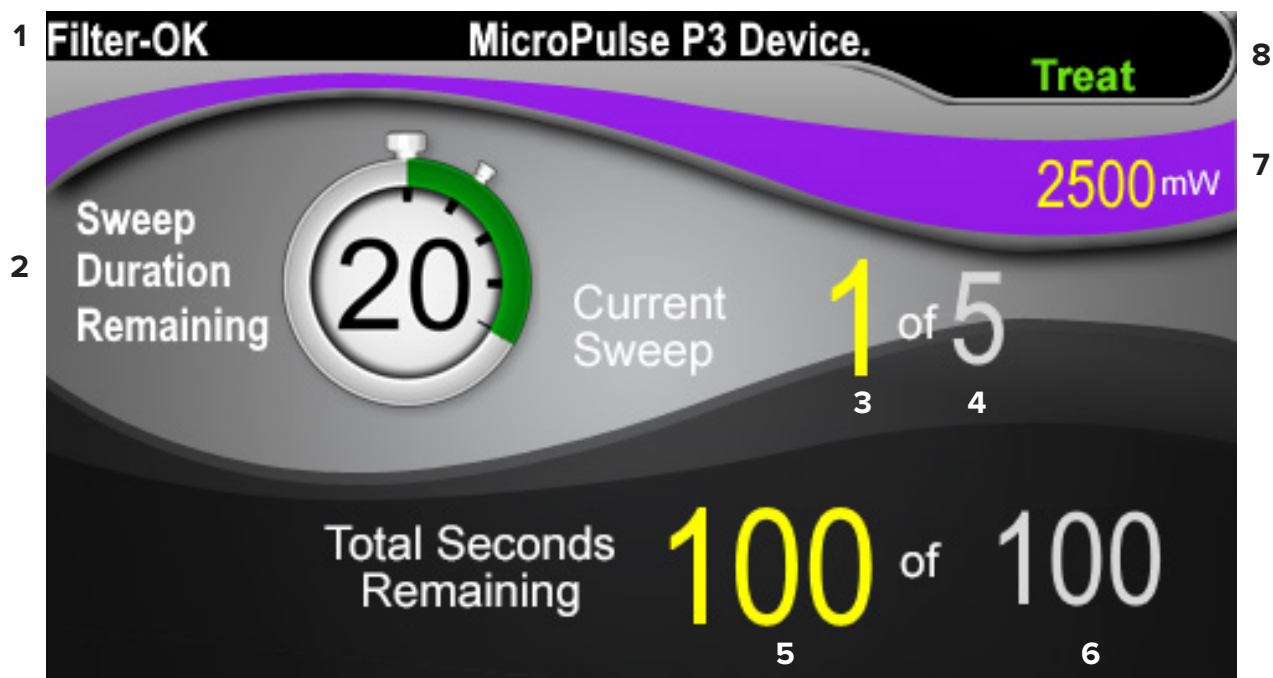 1 Filter-OK MicroPulse P3 Device. 8
Treat
7
2500 mW
Sweep
2 Duration
Remaining
20
Current
Sweep
1 of 5
3 4
Total Seconds
Remaining
100 of 100
5 6